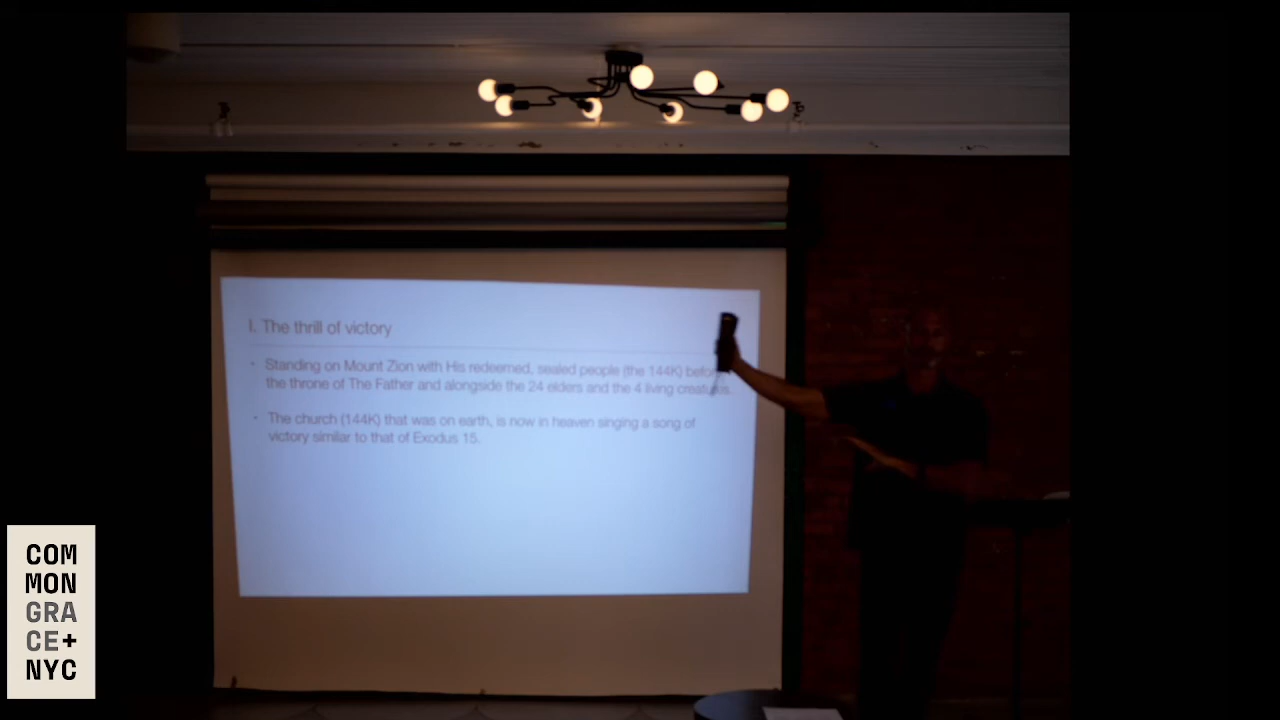 I. The thrill of victory
• Standing on Mount Zion with His redeemed, sealed people (the 144K) before
the throne of The Father and alongside the 24 elders and the 4 living creatures.
• The church (144K) that was on earth, is now in heaven singing a song of
victory similar to that of Exodus 15.
COM
MON
GRA
CE+
NYC